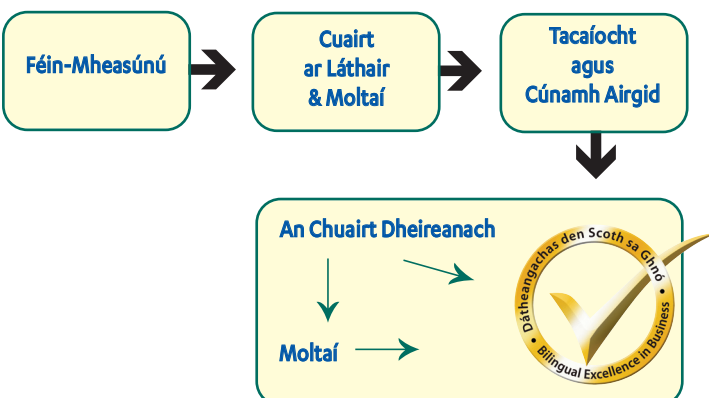 Féin-Mheasúnú
Cuairt
ar Láthair
& Moltaí
Tacaíocht
agus
Cúnamh Airgid
An Chuairt Dheireanach
Moltaí
Dátheangachas den Scoth sa Ghnó
• Bilingual Excellence in Business •